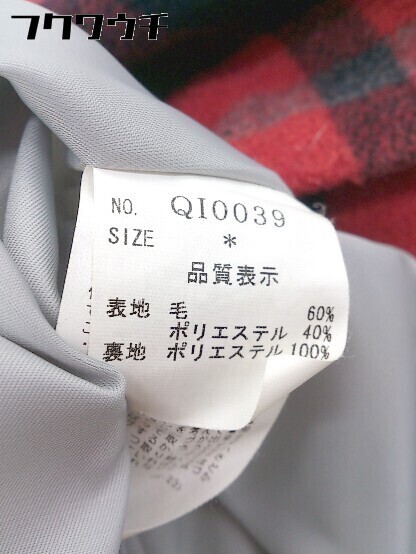 フクウウチ
NO. QI0039
SIZE *
品質表示
表地 毛 60%
ポリエステル 40%
裏地 ポリエステル 100%